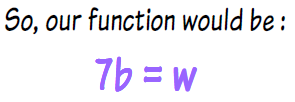 So, our function would be :
7b = w